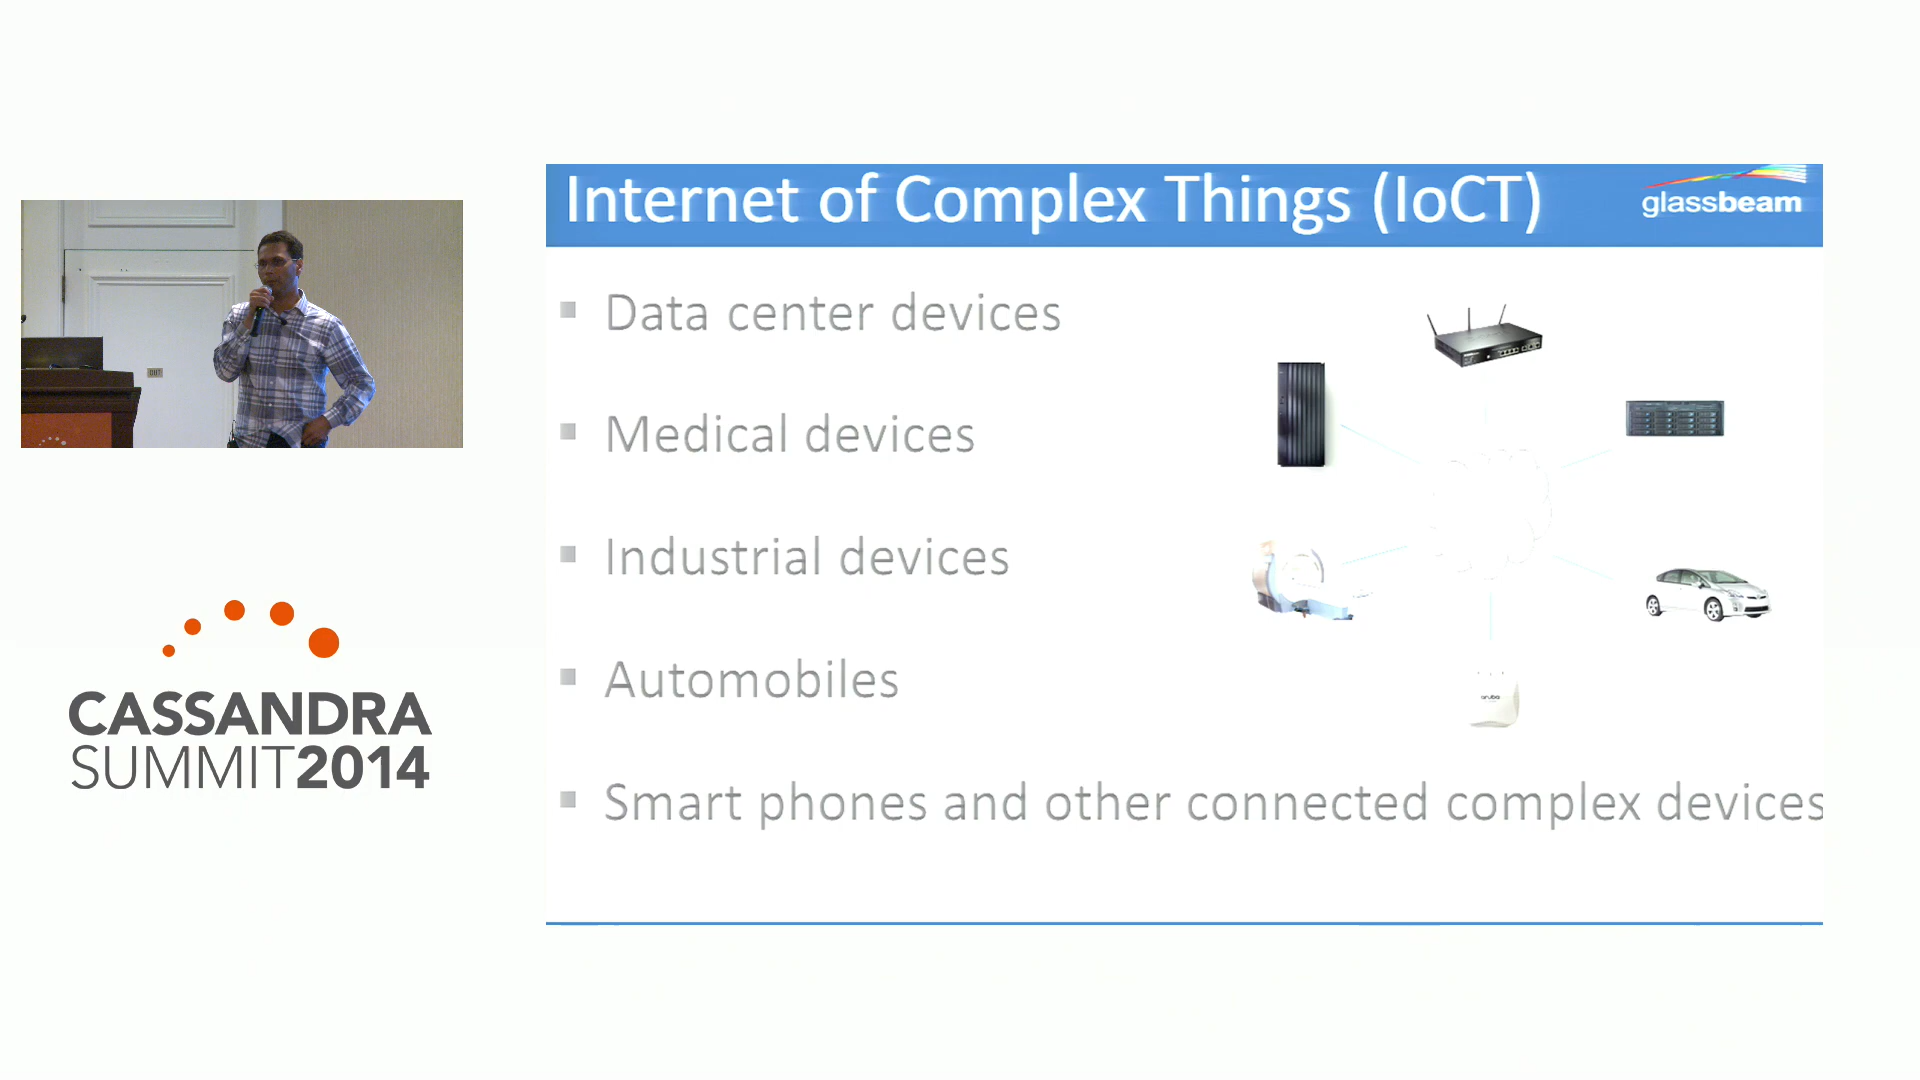 Internet of Complex Things (IoCT)
glassbeam
Data center devices
Medical devices
Industrial devices
Automobiles
Smart phones and other connected complex devices
aruba
CASSANDRA
SUMMIT2014